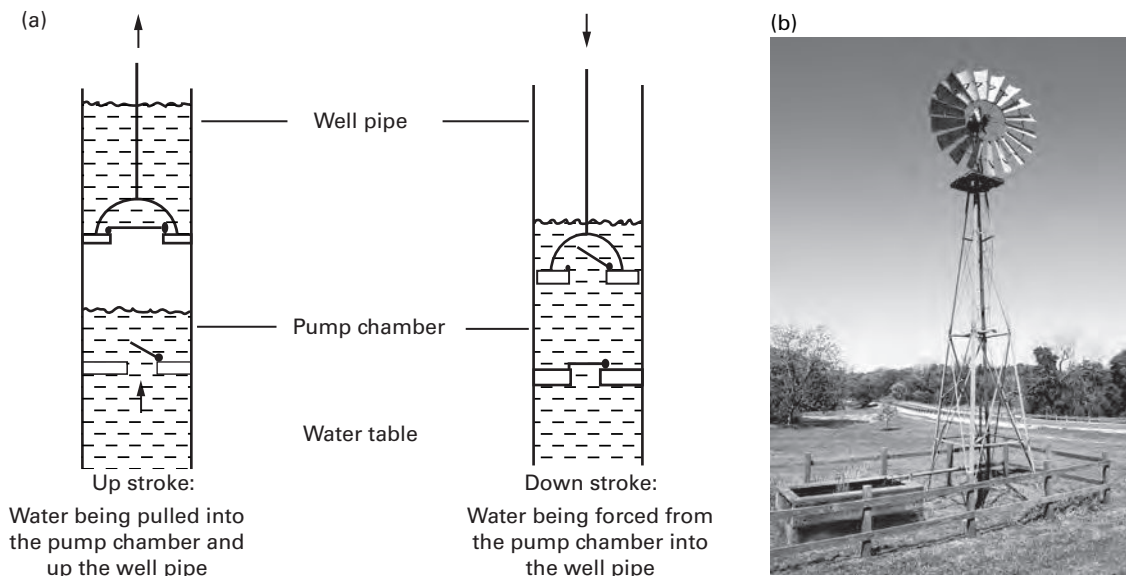 (a)
(b)
Well pipe
Pump chamber
Water table
Up stroke:
Water being pulled into
the pump chamber and
up the well pipe
Down stroke:
Water being forced from
the pump chamber into
the well pipe